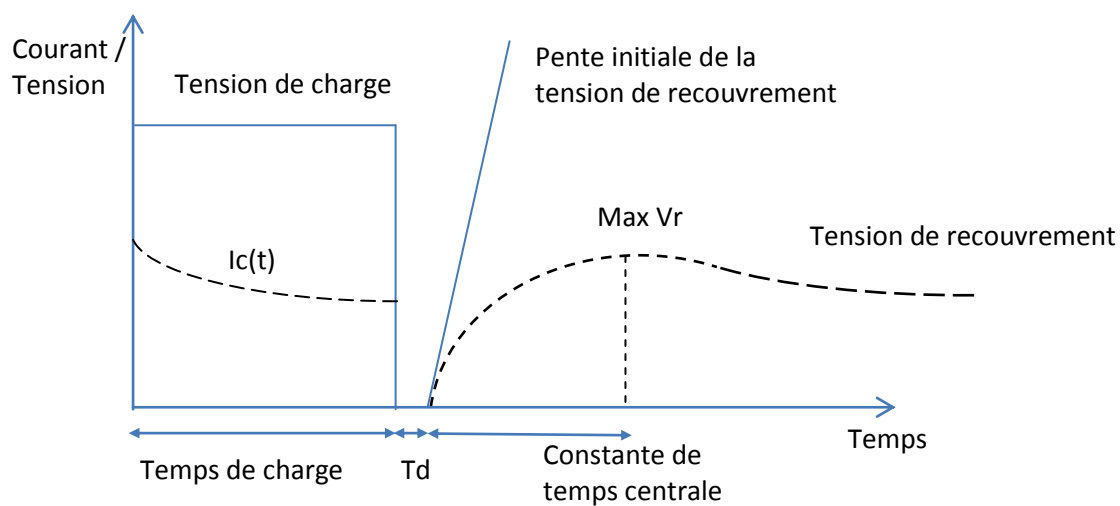 Courant /
Tension
Tension de charge
Pente initiale de la
tension de recouvrement
Ic(t)
Max Vr
Tension de recouvrement
Temps
Temps de charge
Td
Constante de
temps centrale